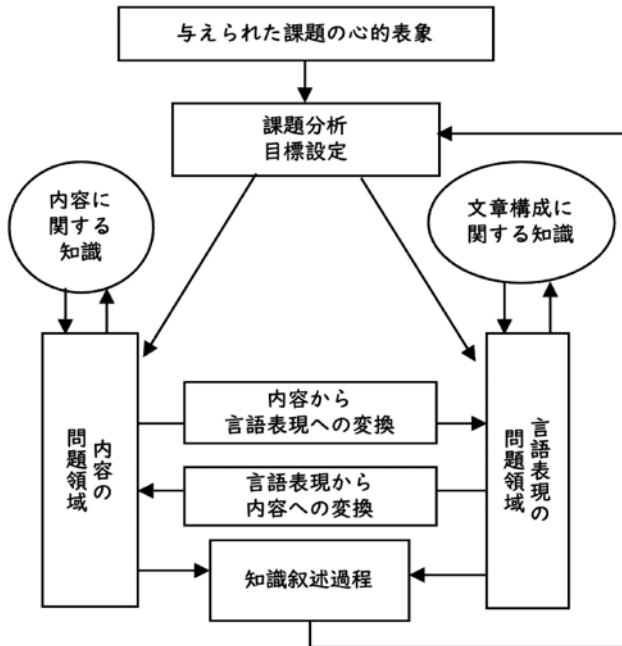 与えられた課題の心的表象
課題分析
目標設定
内容に
関する
知識
文章構成に
関する知識
内容の
問題領域
内容から
言語表現への変換
言語表現から
内容への変換
言語表現の
問題領域
知識叙述過程